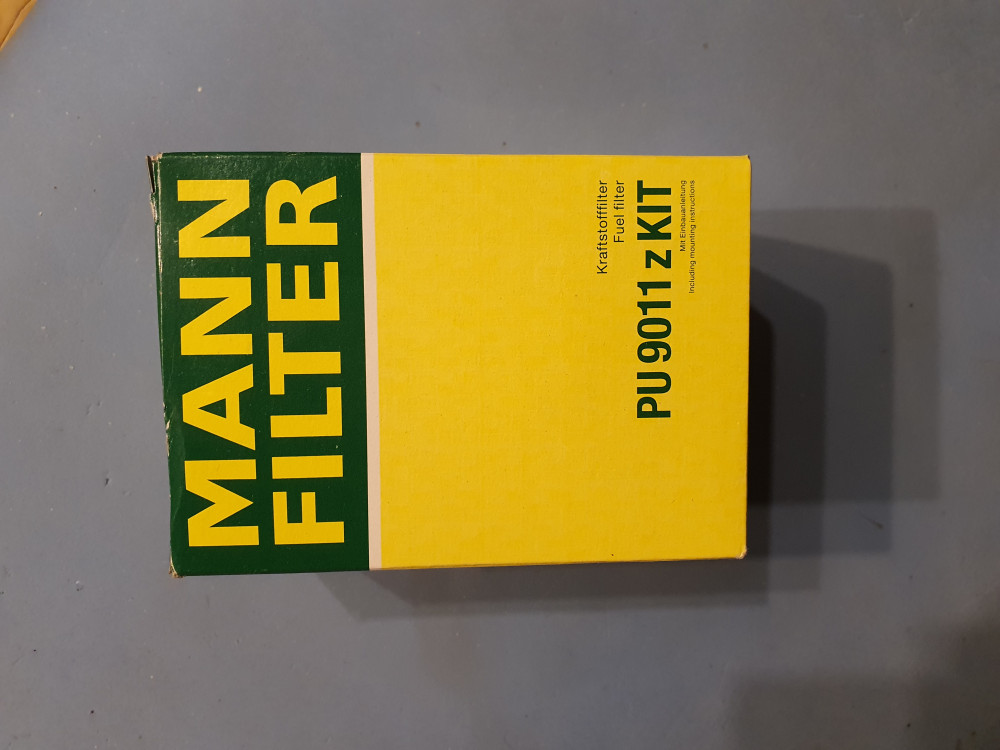 MANN
FILTER
Kraftstofffilter
Fuel filter
PU 9011 z KIT
Mit Einbauanleitung
Including mounting instructions